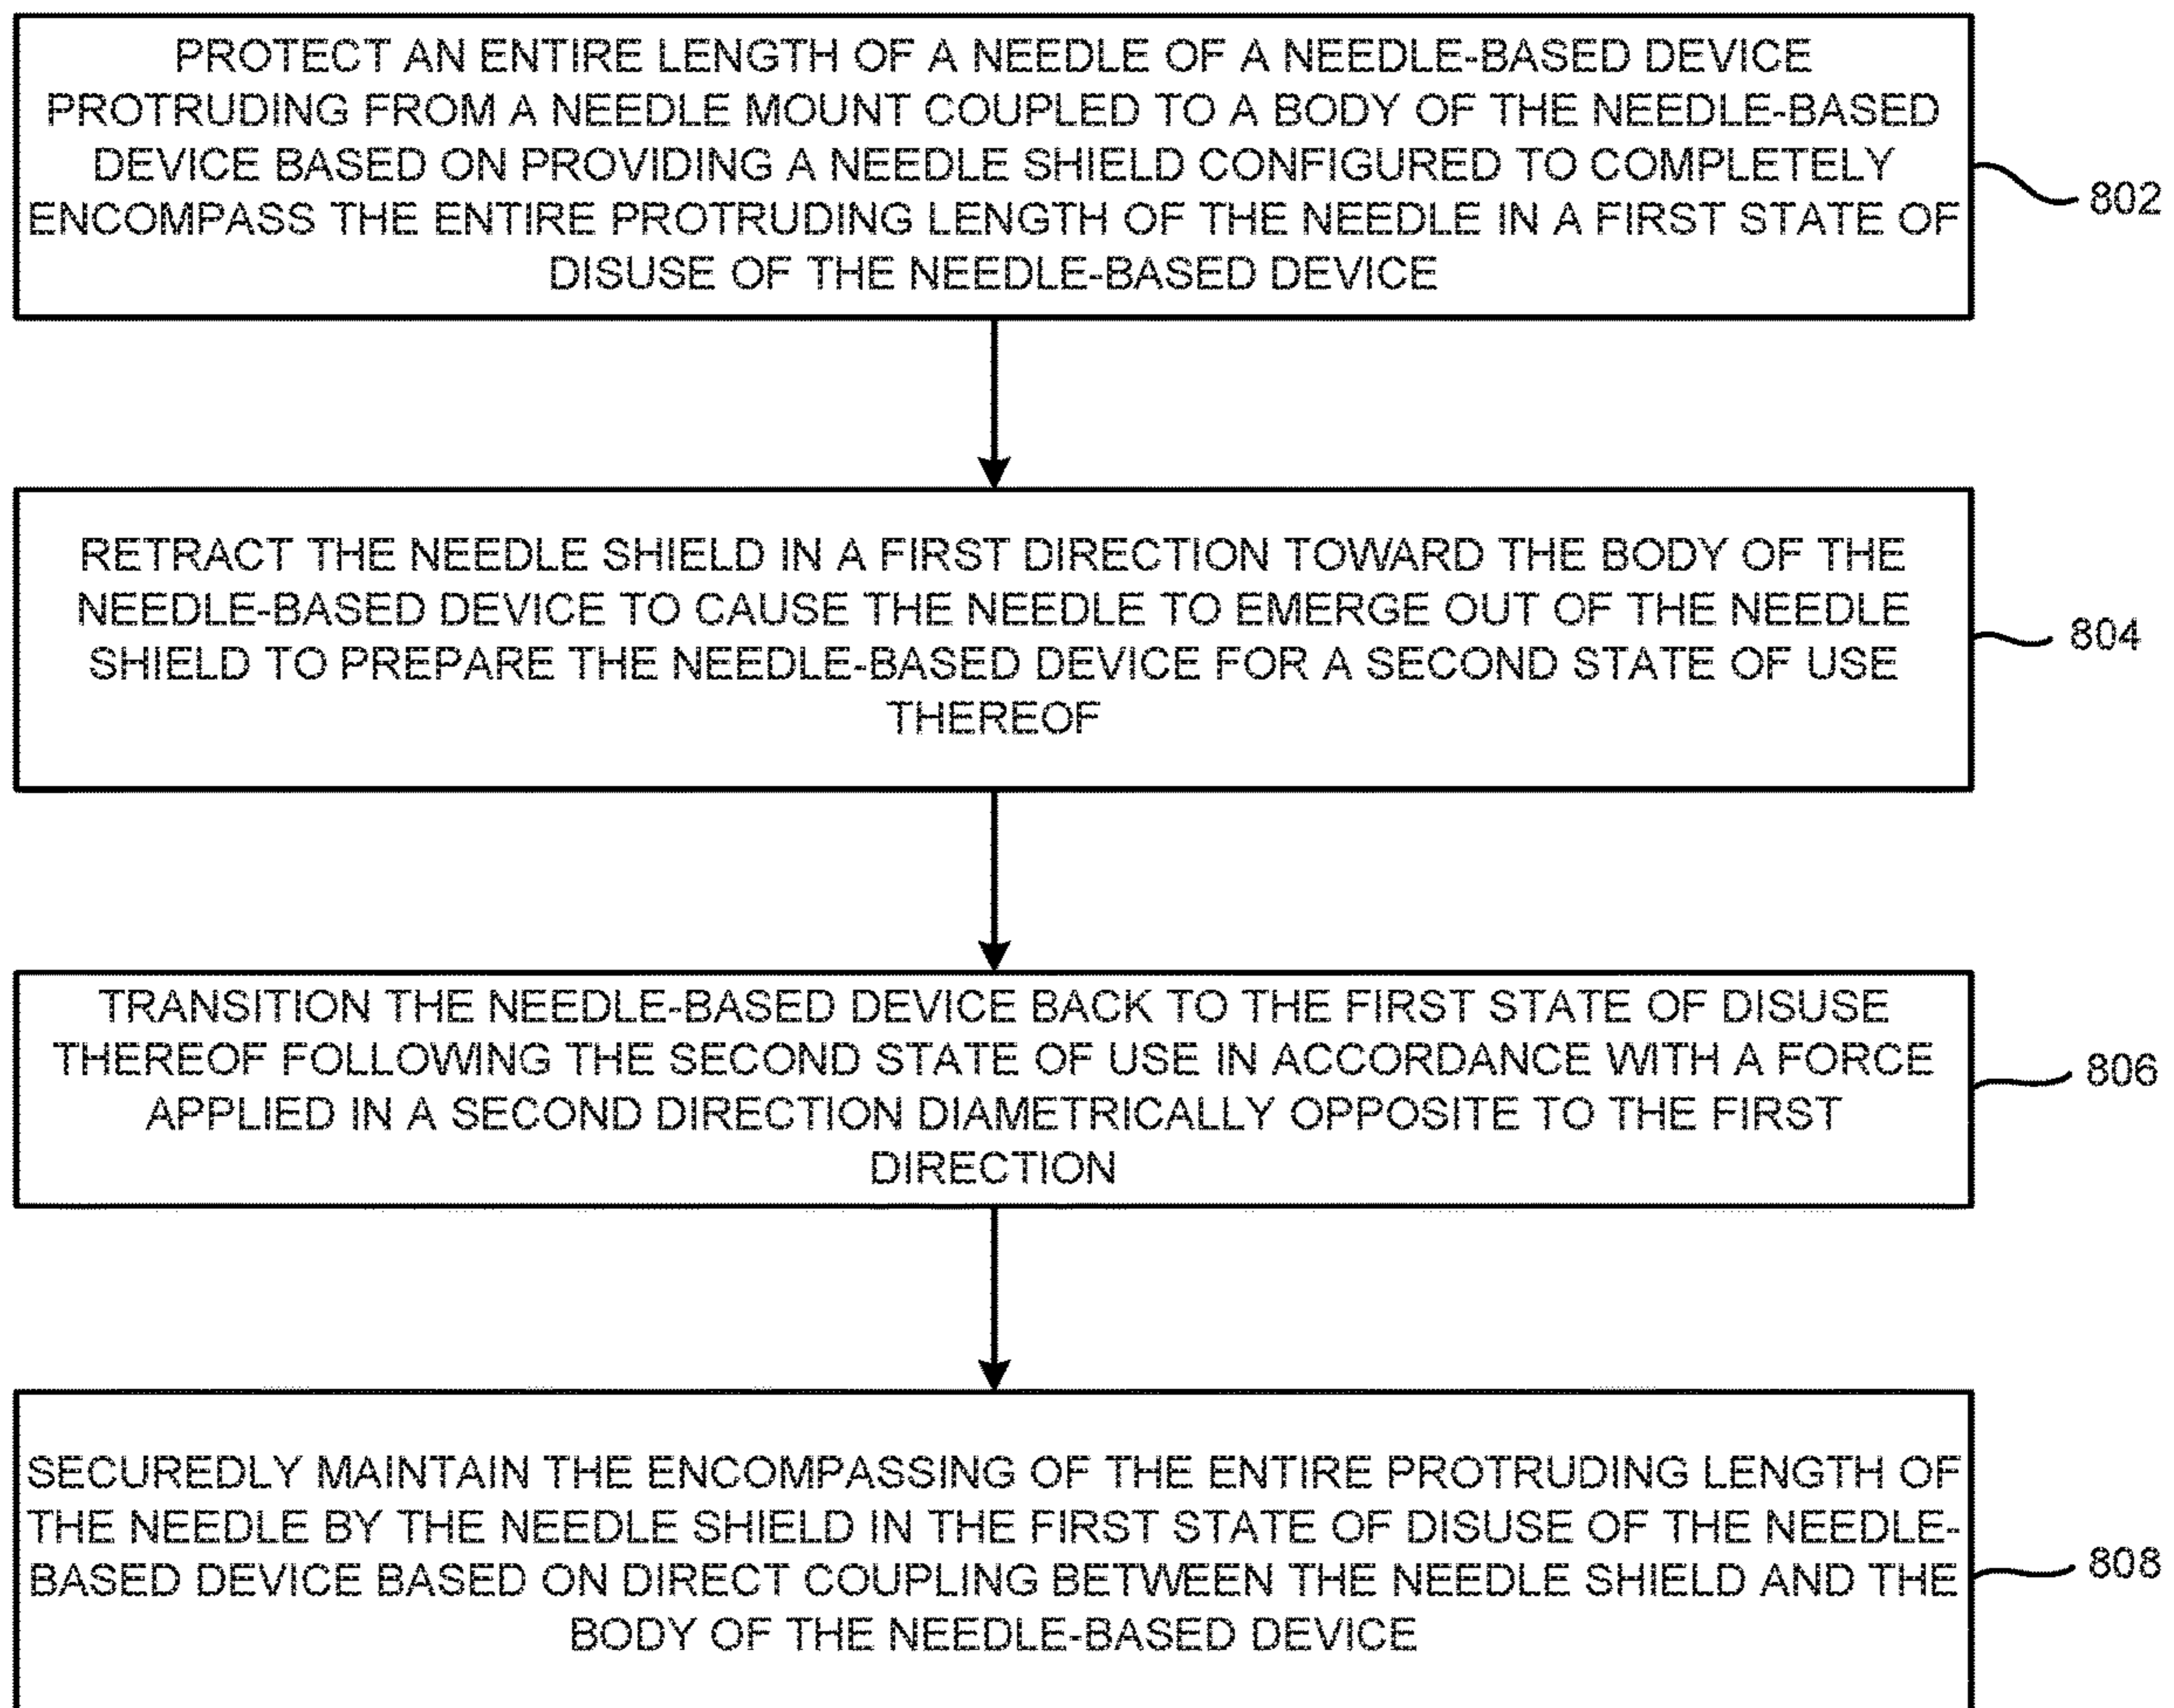 PROTECT AN ENTIRE LENGTH OF A NEEDLE OF A NEEDLE-BASED DEVICE
PROTRUDING FROM A NEEDLE MOUNT COUPLED TO A BODY OF THE NEEDLE-BASED
DEVICE BASED ON PROVIDING A NEEDLE SHIELD CONFIGURED TO COMPLETELY
ENCOMPASS THE ENTIRE PROTRUDING LENGTH OF THE NEEDLE IN A FIRST STATE OF
DISUSE OF THE NEEDLE-BASED DEVICE
802
RETRACT THE NEEDLE SHIELD IN A FIRST DIRECTION TOWARD THE BODY OF THE
NEEDLE-BASED DEVICE TO CAUSE THE NEEDLE TO EMERGE OUT OF THE NEEDLE
SHIELD TO PREPARE THE NEEDLE-BASED DEVICE FOR A SECOND STATE OF USE
THEREOF
804
TRANSITION THE NEEDLE-BASED DEVICE BACK TO THE FIRST STATE OF DISUSE
THEREOF FOLLOWING THE SECOND STATE OF USE IN ACCORDANCE WITH A FORCE
APPLIED IN A SECOND DIRECTION DIAMETRICALLY OPPOSITE TO THE FIRST
DIRECTION
806
SECUREDLY MAINTAIN THE ENCOMPASSING OF THE ENTIRE PROTRUDING LENGTH OF
THE NEEDLE BY THE NEEDLE SHIELD IN THE FIRST STATE OF DISUSE OF THE NEEDLE-
BASED DEVICE BASED ON DIRECT COUPLING BETWEEN THE NEEDLE SHIELD AND THE
BODY OF THE NEEDLE-BASED DEVICE
808